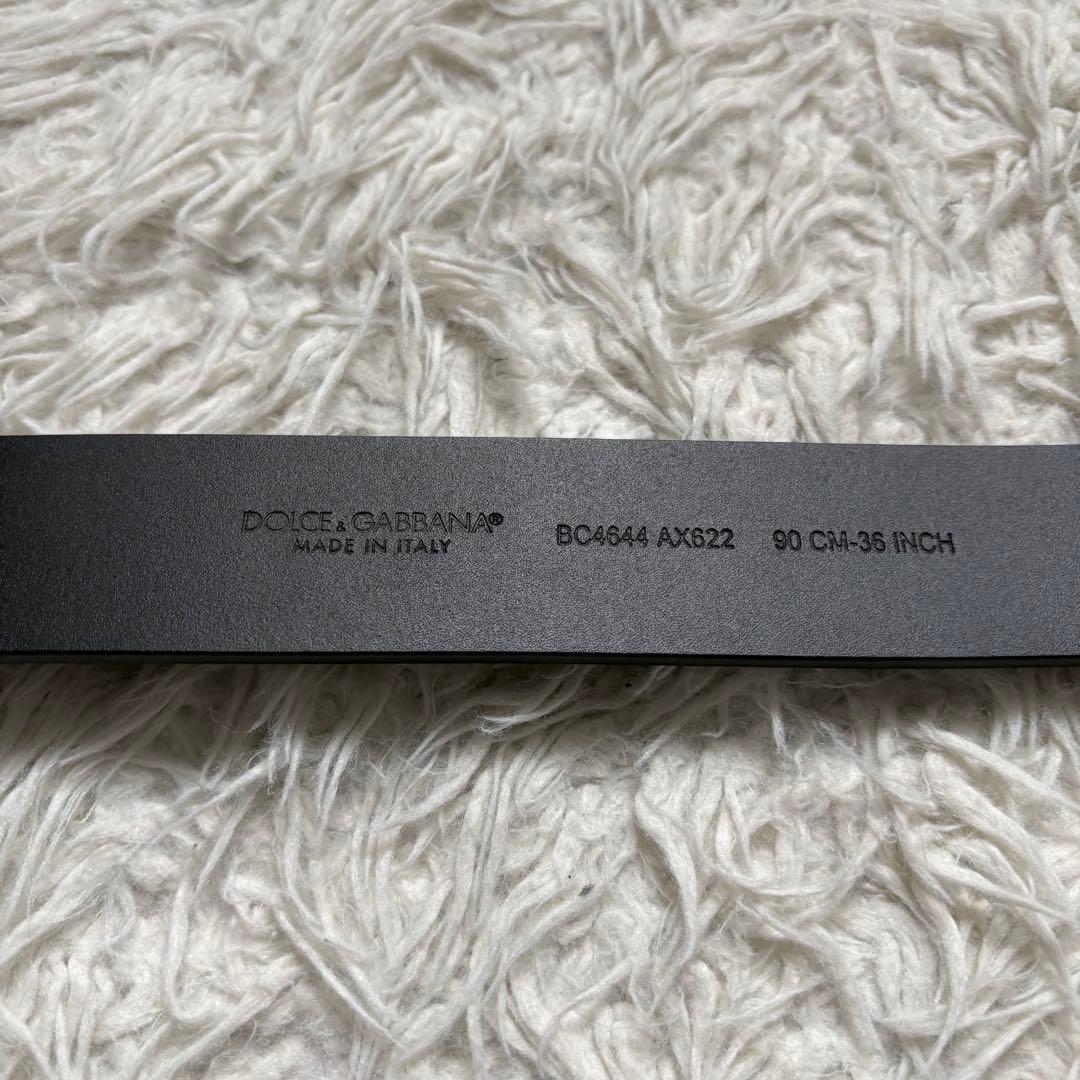 DOLCE & GABBANA® BC4644 AX622 90 CM-36 INCH
MADE IN ITALY